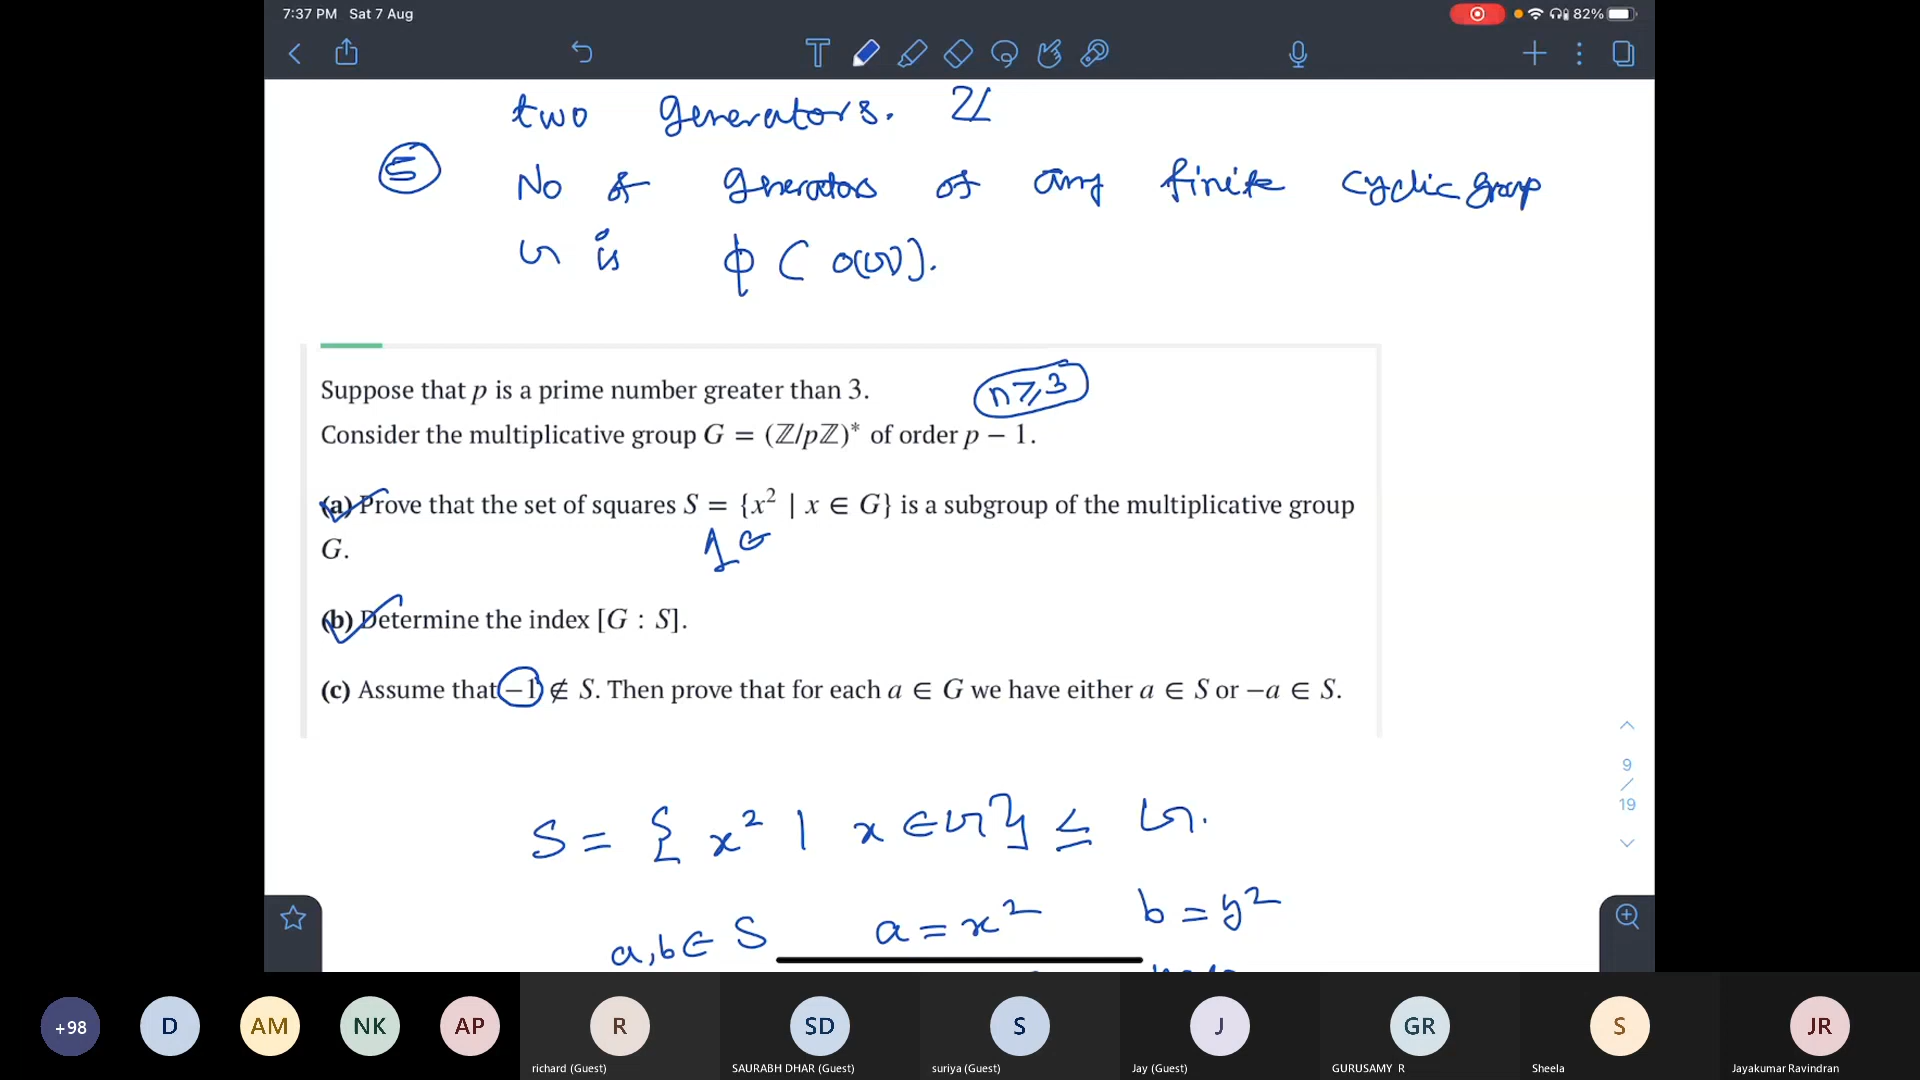 7:37 PM Sat 7 Aug
82%
two generators. ℤ
5 No of generators of any finite cyclic group
G is ϕ(o(G)).
Suppose that p is a prime number greater than 3.
n ≥ 3
Consider the multiplicative group G = (ℤ/pℤ)* of order p − 1.
(a) Prove that the set of squares S = {x² | x ∈ G} is a subgroup of the multiplicative group
G.
(b) Determine the index [G : S].
(c) Assume that −1 ∉ S. Then prove that for each a ∈ G we have either a ∈ S or −a ∈ S.
9
/
19
S = { x² | x ∈ G } ≤ G.
a,b ∈ S a = x² b = y²
+98 D AM NK AP R SD S J GR S JR
richard (Guest) SAURABH DHAR (Guest) suriya (Guest) Jay (Guest) GURUSAMY R Sheela Jayakumar Ravindran